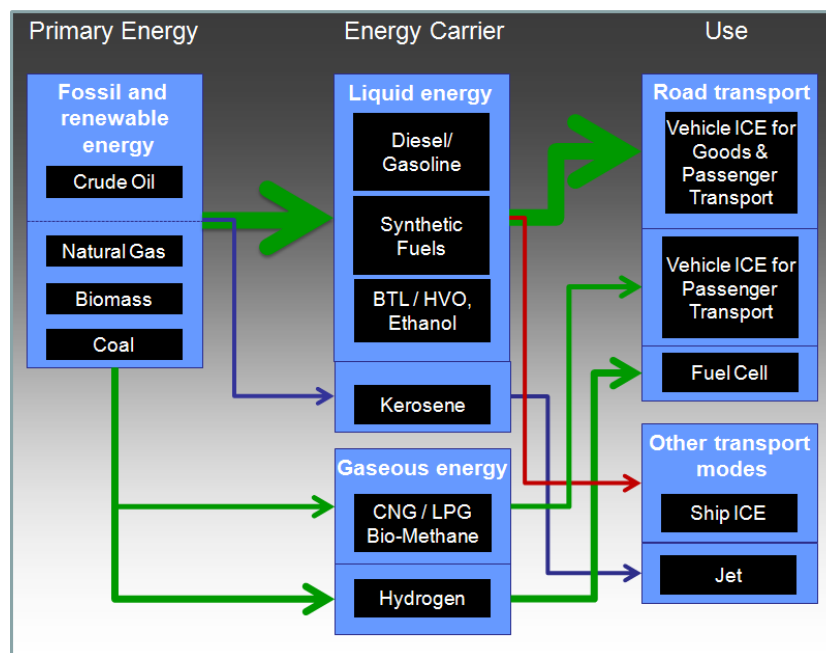 Primary Energy
Energy Carrier
Use
Fossil and
renewable
energy
Crude Oil
Natural Gas
Biomass
Coal
Liquid energy
Diesel/
Gasoline
Synthetic
Fuels
BTL / HVO,
Ethanol
Kerosene
Gaseous energy
CNG / LPG
Bio-Methane
Hydrogen
Road transport
Vehicle ICE for
Goods &
Passenger
Transport
Vehicle ICE for
Passenger
Transport
Fuel Cell
Other transport
modes
Ship ICE
Jet